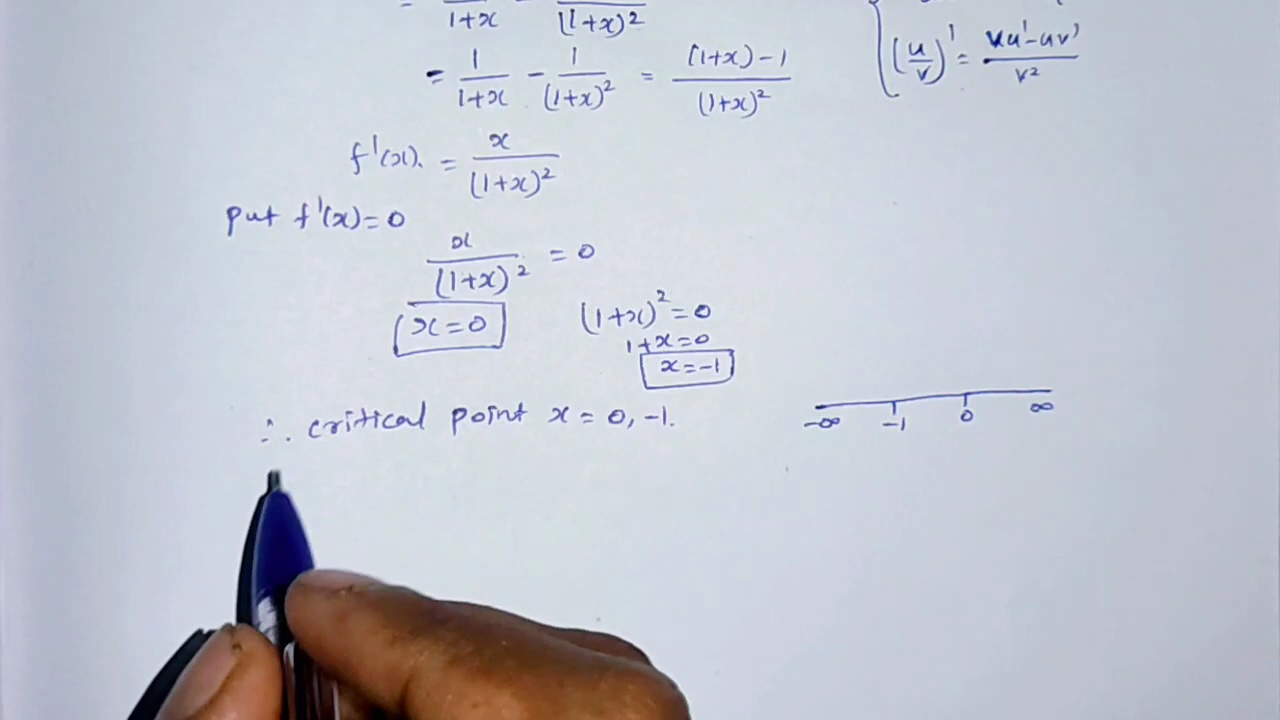 = 1+x - (1+x)²
= 1/(1+x) - 1/(1+x)² = ((1+x)-1)/(1+x)²
(u/v)' = (vu'-uv')/v²
f'(x). = x/(1+x)²
put f'(x)=0
x/(1+x)² = 0
x=0 (1+x)²=0
1+x=0
x=-1
∴ critical point x = 0, -1.
-∞ -1 0 ∞